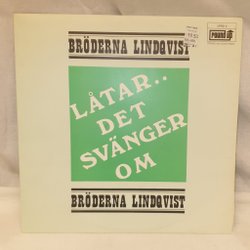 BRÖDERNA LINDQVIST
LÅTAR..
DET
SVÄNGER
OM
BRÖDERNA LINDQVIST